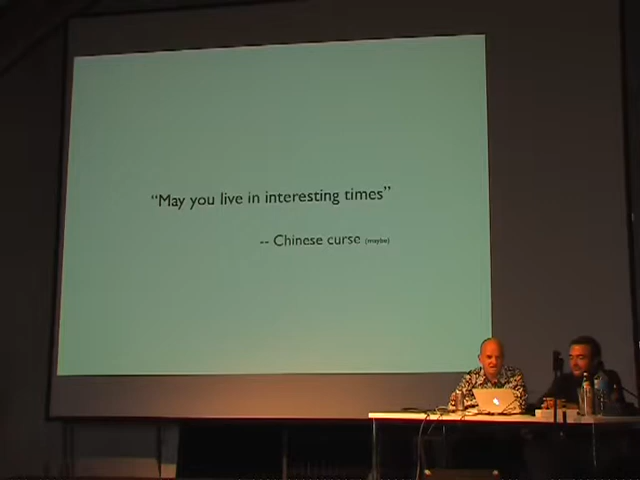 “May you live in interesting times”
-- Chinese curse (maybe)